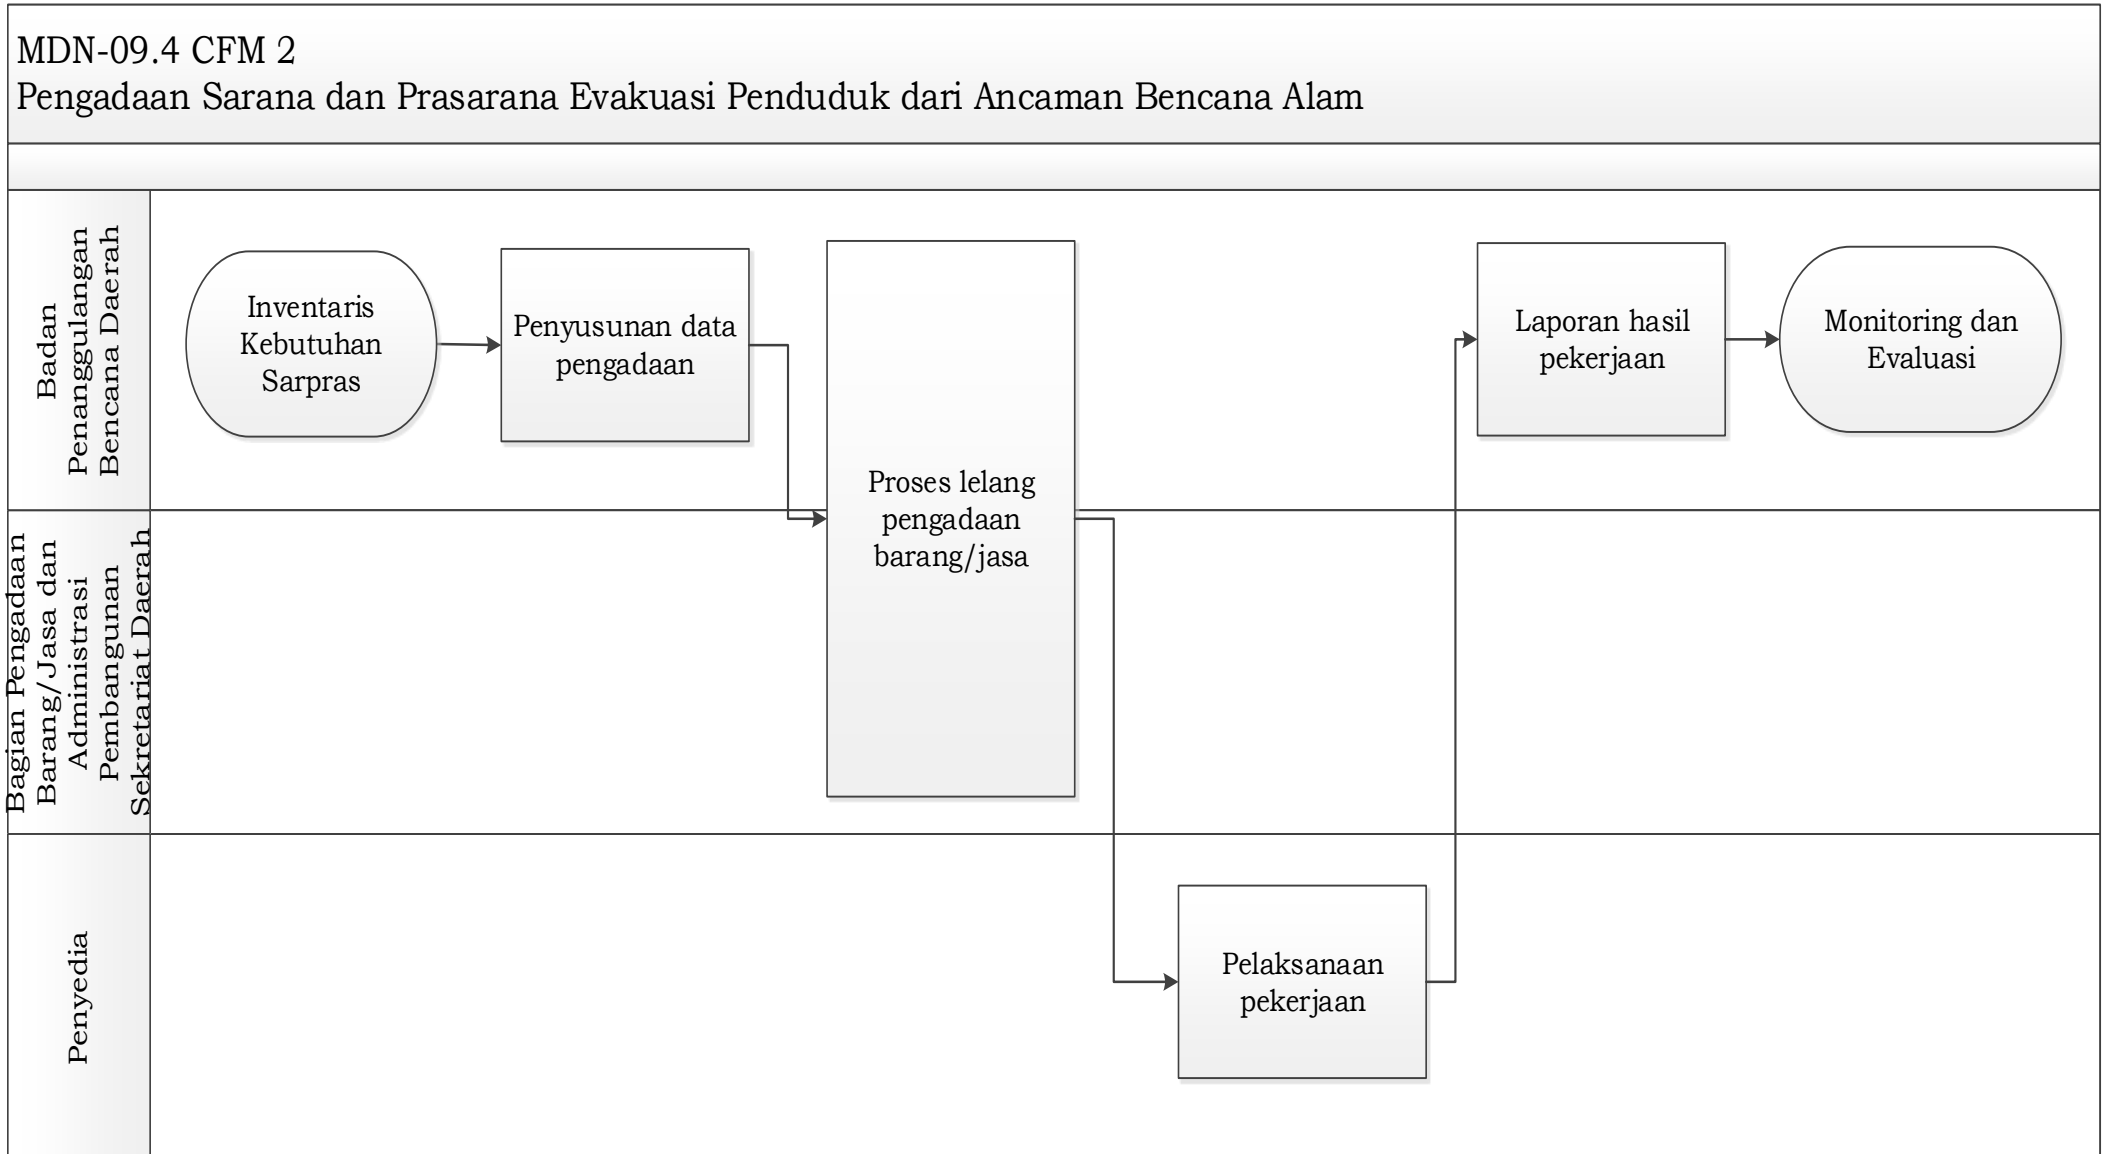 MDN-09.4 CFM 2
Pengadaan Sarana dan Prasarana Evakuasi Penduduk dari Ancaman Bencana Alam
Badan
Penanggulangan
Bencana Daerah
Inventaris
Kebutuhan
Sarpras
Penyusunan data
pengadaan
Proses lelang
pengadaan
barang/jasa
Laporan hasil
pekerjaan
Monitoring dan
Evaluasi
Bagian Pengadaan
Barang/Jasa dan
Administrasi
Pembangunan
Sekretariat Daerah
Penyedia
Pelaksanaan
pekerjaan